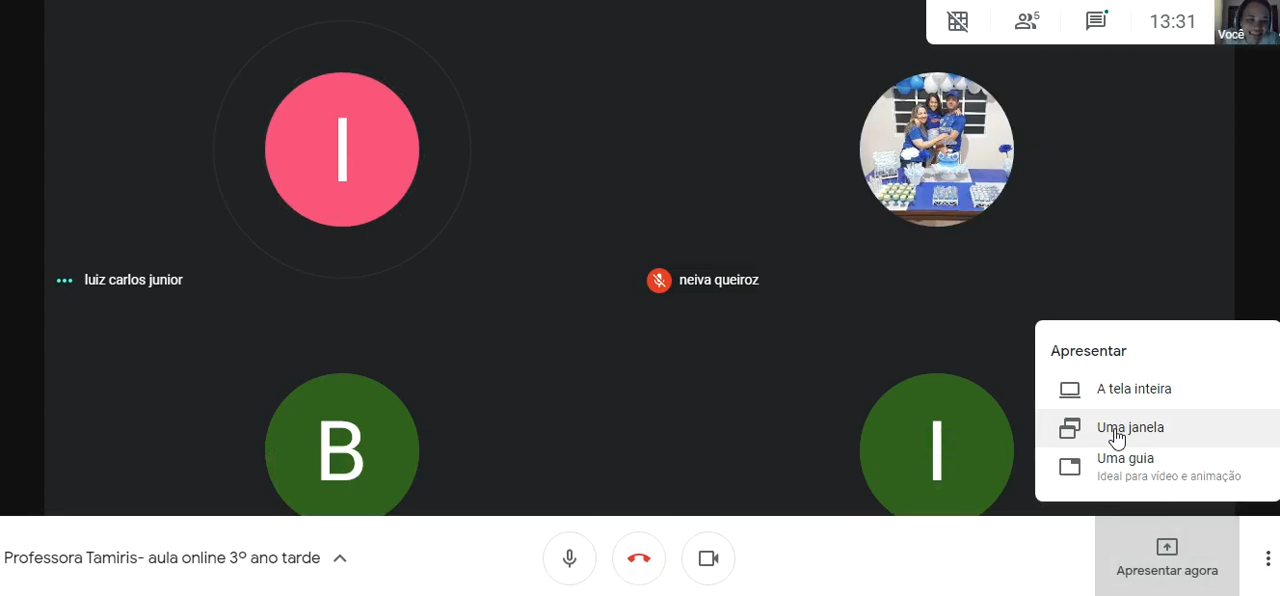 5
13:31
Você
I
luiz carlos junior
neiva queiroz
B
I
Apresentar
A tela inteira
Uma janela
Uma guia
Ideal para vídeo e animação
Professora Tamiris- aula online 3º ano tarde
Apresentar agora